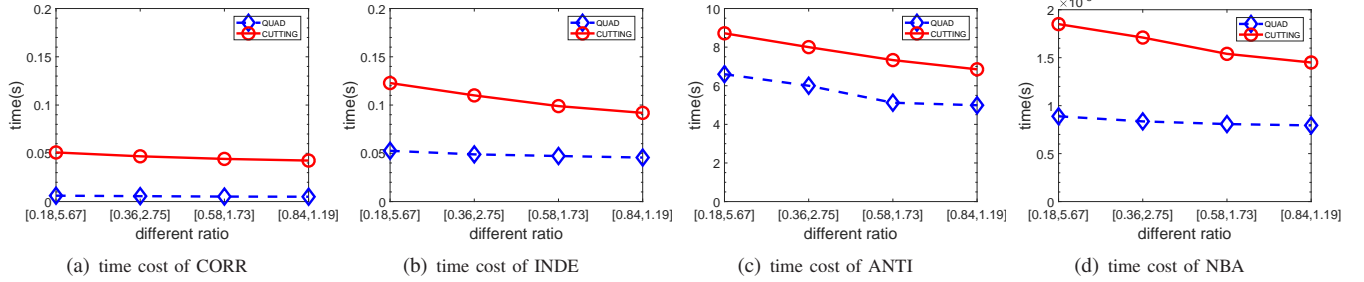 0.2
0.15
0.1
0.05
0
time(s)
QUAD
CUTTING
[0.18,5.67]
[0.36,2.75]
[0.58,1.73]
[0.84,1.19]
different ratio
(a) time cost of CORR
0.2
0.15
0.1
0.05
0
time(s)
QUAD
CUTTING
[0.18,5.67]
[0.36,2.75]
[0.58,1.73]
[0.84,1.19]
different ratio
(b) time cost of INDE
10
8
6
4
2
0
time(s)
QUAD
CUTTING
[0.18,5.67]
[0.36,2.75]
[0.58,1.73]
[0.84,1.19]
different ratio
(c) time cost of ANTI
2
1.5
1
0.5
0
time(s)
QUAD
CUTTING
[0.18,5.67]
[0.36,2.75]
[0.58,1.73]
[0.84,1.19]
different ratio
(d) time cost of NBA